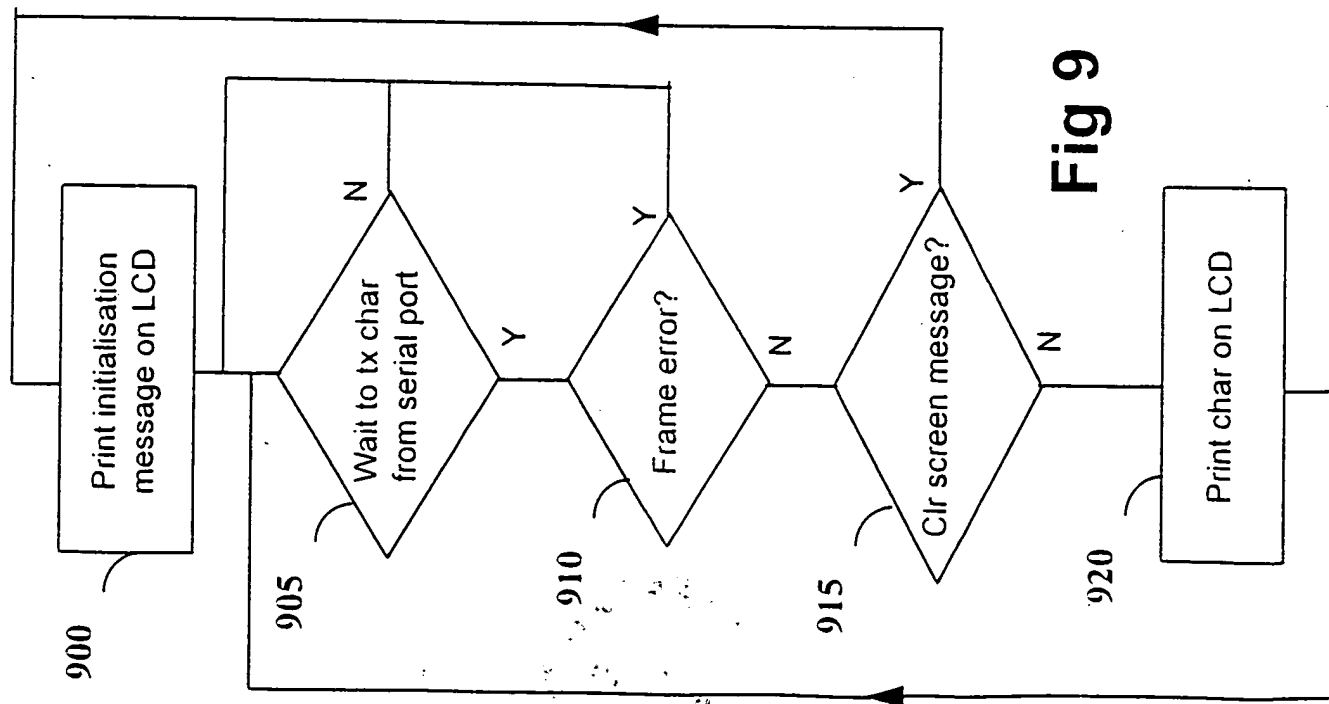 900
Print initialisation
message on LCD
905
Wait to tx char
from serial port
N
Y
910
Frame error?
Y
N
915
Clr screen message?
Y
N
920
Print char on LCD
Fig 9